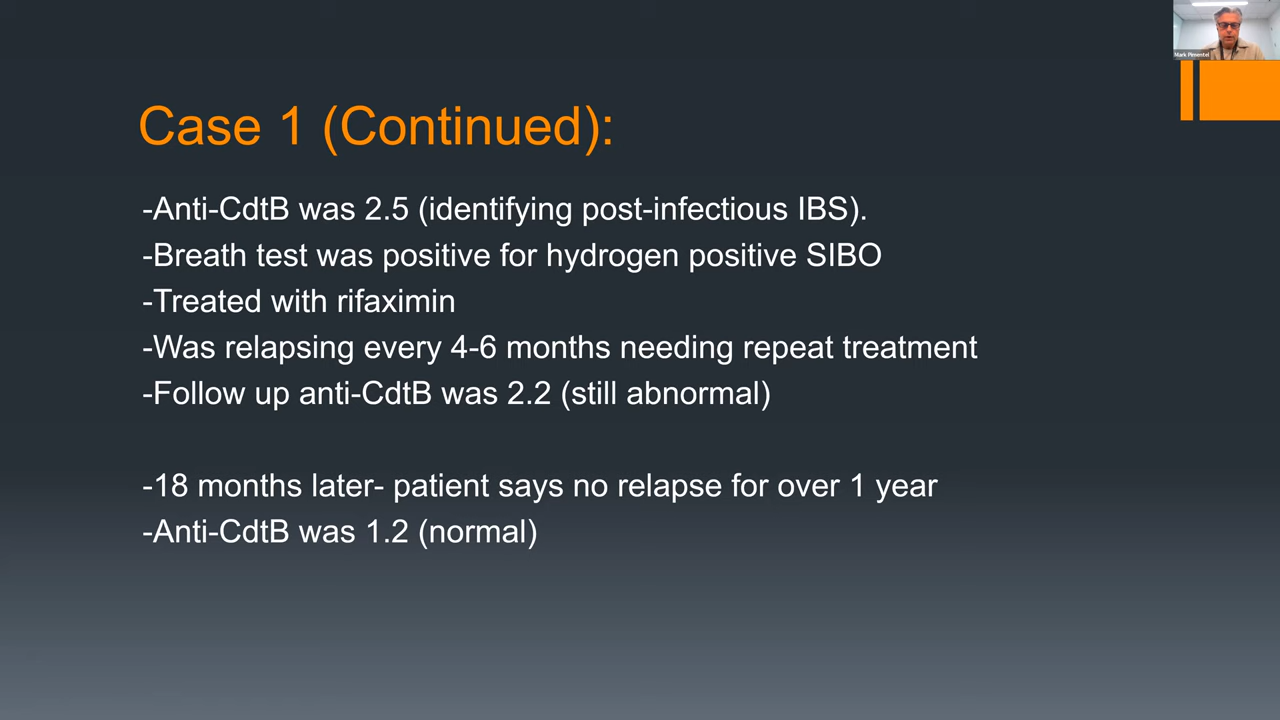 Mark Pimentel
Case 1 (Continued):
-Anti-CdtB was 2.5 (identifying post-infectious IBS).
-Breath test was positive for hydrogen positive SIBO
-Treated with rifaximin
-Was relapsing every 4-6 months needing repeat treatment
-Follow up anti-CdtB was 2.2 (still abnormal)
-18 months later- patient says no relapse for over 1 year
-Anti-CdtB was 1.2 (normal)